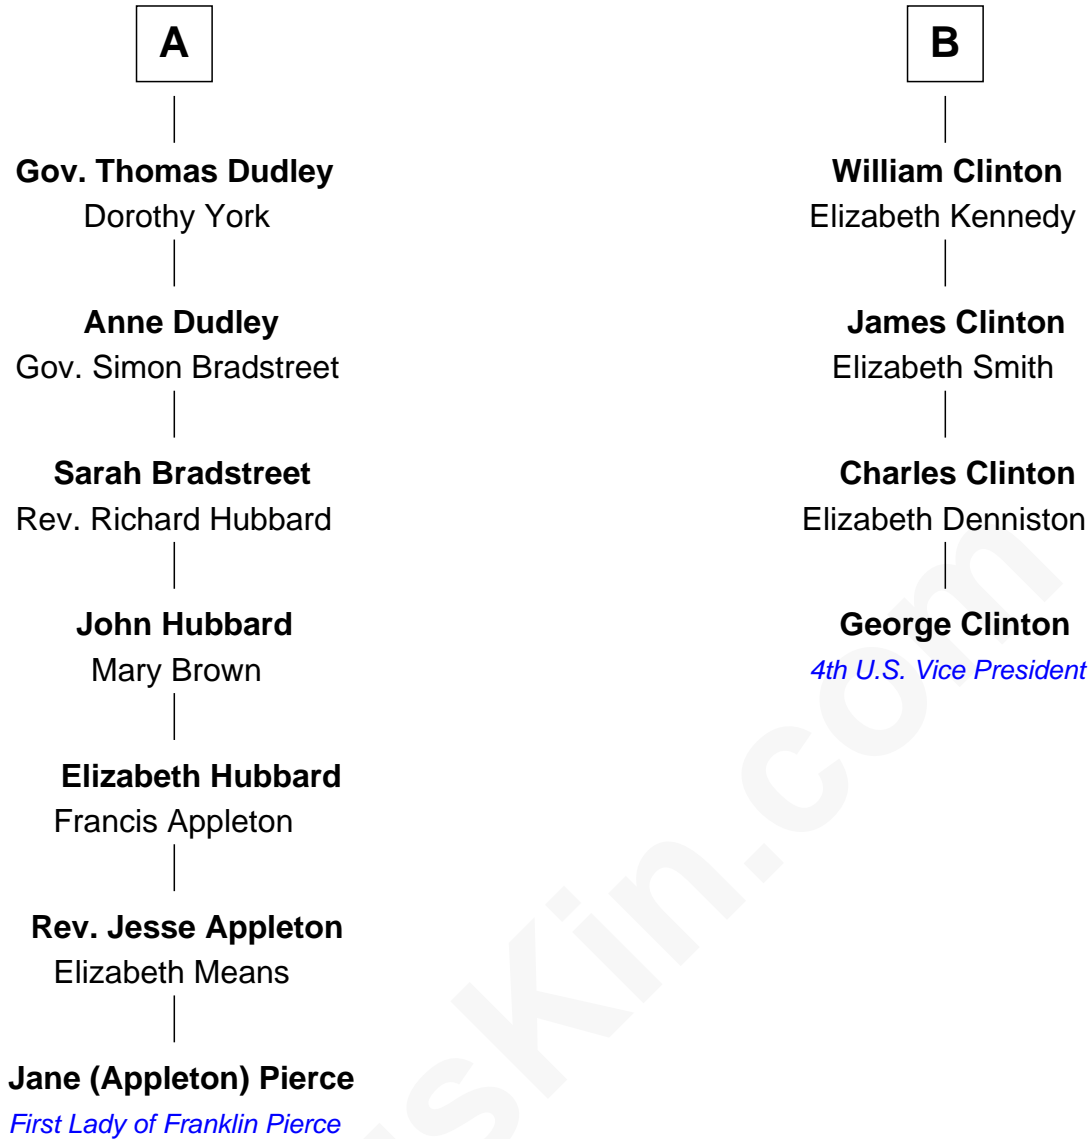 A
Gov. Thomas Dudley
Dorothy York
Anne Dudley
Gov. Simon Bradstreet
Sarah Bradstreet
Rev. Richard Hubbard
John Hubbard
Mary Brown
Elizabeth Hubbard
Francis Appleton
Rev. Jesse Appleton
Elizabeth Means
Jane (Appleton) Pierce
First Lady of Franklin Pierce
B
William Clinton
Elizabeth Kennedy
James Clinton
Elizabeth Smith
Charles Clinton
Elizabeth Denniston
George Clinton
4th U.S. Vice President
sKin.com